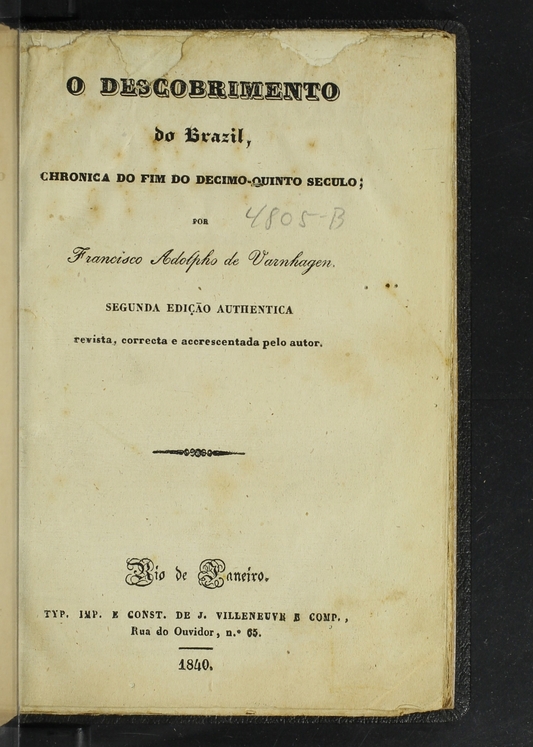 O DESCOBRIMENTO
do Brazil,
CHRONICA DO FIM DO DECIMO-QUINTO SECULO;
POR
4805-B
Francisco Adolpho de Varnhagen.
SEGUNDA EDIÇÃO AUTHENTICA
revista, correcta e accrescentada pelo autor.
Rio de Janeiro.
TYP. IMP. E CONST. DE J. VILLENEUVE E COMP.,
Rua do Ouvidor, n.º 65.
1840.